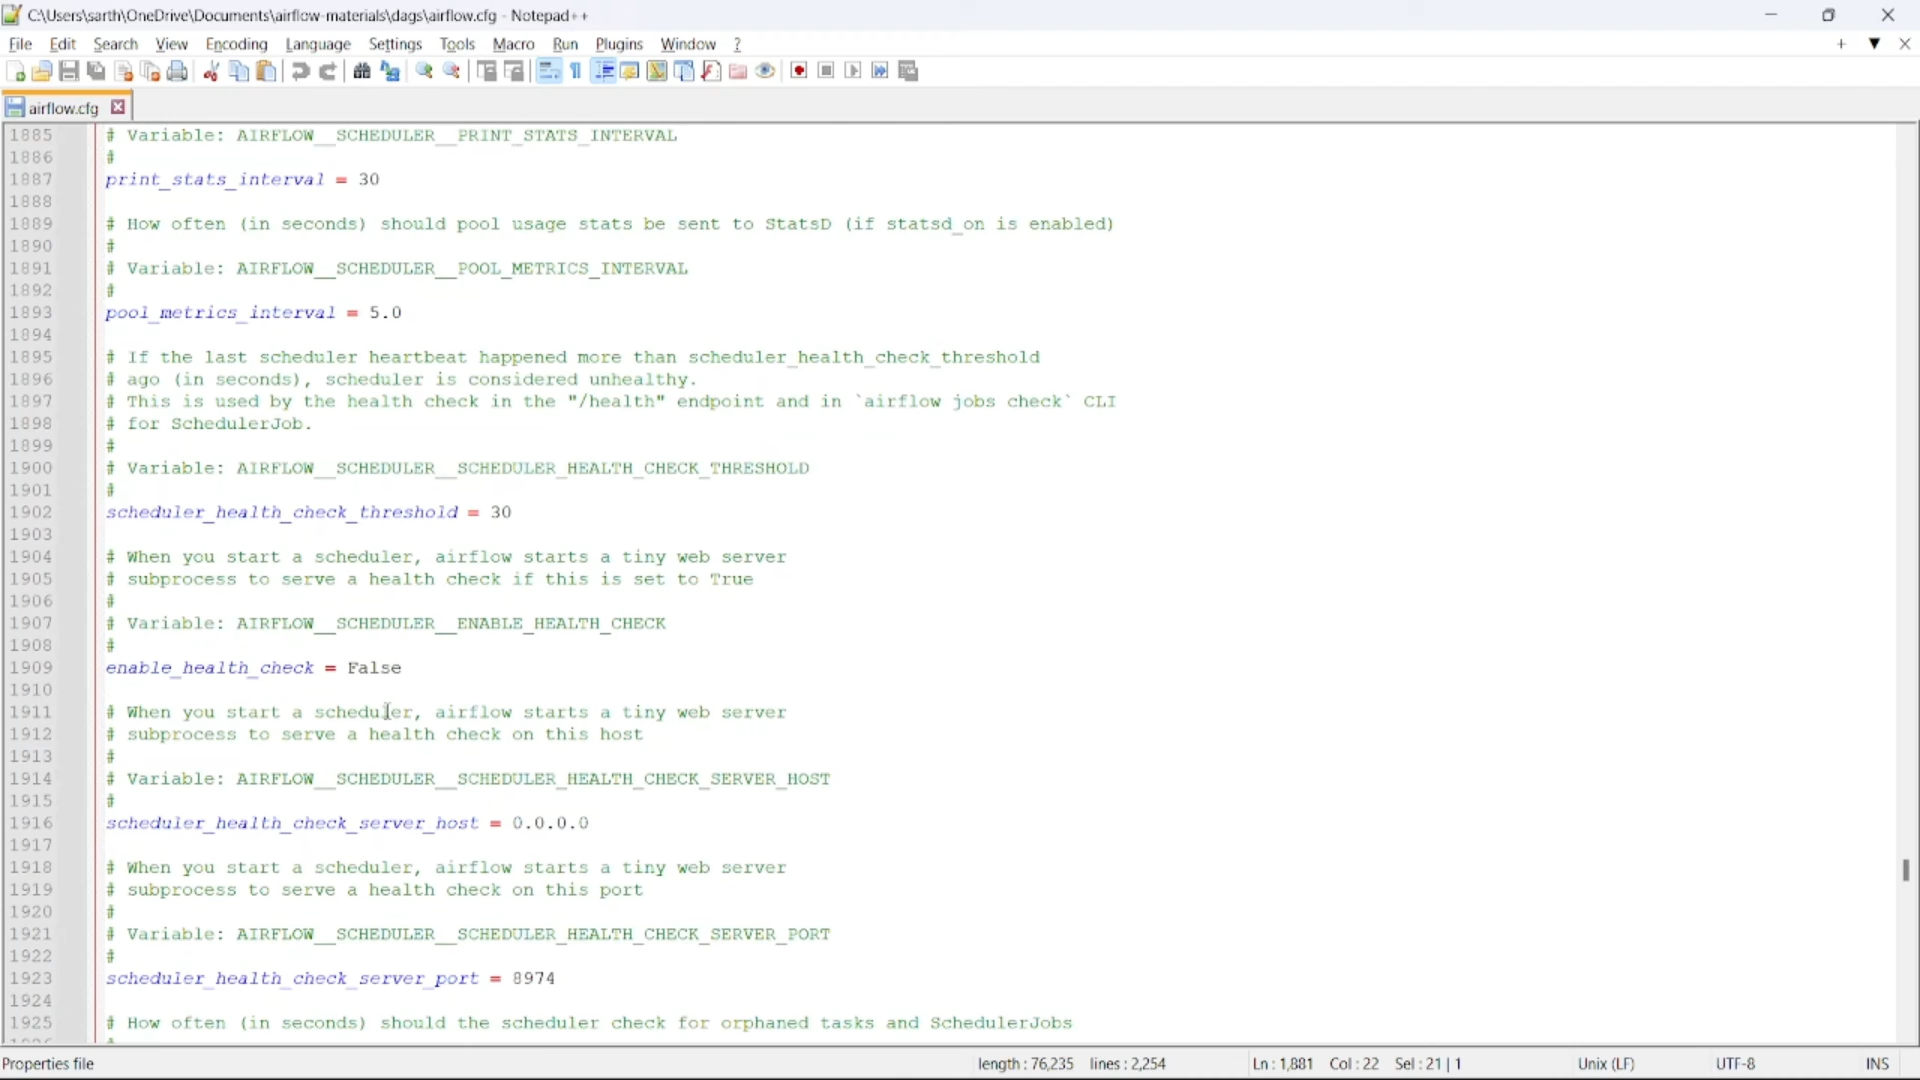 C:\Users\sarth\OneDrive\Documents\airflow-materials\dags\airflow.cfg - Notepad++
File Edit Search View Encoding Language Settings Tools Macro Run Plugins Window ?
airflow.cfg
1885 # Variable: AIRFLOW__SCHEDULER__PRINT_STATS_INTERVAL
1886 #
1887 print_stats_interval = 30
1888
1889 # How often (in seconds) should pool usage stats be sent to StatsD (if statsd_on is enabled)
1890 #
1891 # Variable: AIRFLOW__SCHEDULER__POOL_METRICS_INTERVAL
1892 #
1893 pool_metrics_interval = 5.0
1894
1895 # If the last scheduler heartbeat happened more than scheduler_health_check_threshold
1896 # ago (in seconds), scheduler is considered unhealthy.
1897 # This is used by the health check in the "/health" endpoint and in `airflow jobs check` CLI
1898 # for SchedulerJob.
1899 #
1900 # Variable: AIRFLOW__SCHEDULER__SCHEDULER_HEALTH_CHECK_THRESHOLD
1901 #
1902 scheduler_health_check_threshold = 30
1903
1904 # When you start a scheduler, airflow starts a tiny web server
1905 # subprocess to serve a health check if this is set to True
1906 #
1907 # Variable: AIRFLOW__SCHEDULER__ENABLE_HEALTH_CHECK
1908 #
1909 enable_health_check = False
1910
1911 # When you start a scheduler, airflow starts a tiny web server
1912 # subprocess to serve a health check on this host
1913 #
1914 # Variable: AIRFLOW__SCHEDULER__SCHEDULER_HEALTH_CHECK_SERVER_HOST
1915 #
1916 scheduler_health_check_server_host = 0.0.0.0
1917
1918 # When you start a scheduler, airflow starts a tiny web server
1919 # subprocess to serve a health check on this port
1920 #
1921 # Variable: AIRFLOW__SCHEDULER__SCHEDULER_HEALTH_CHECK_SERVER_PORT
1922 #
1923 scheduler_health_check_server_port = 8974
1924
1925 # How often (in seconds) should the scheduler check for orphaned tasks and SchedulerJobs
Properties file length : 76,235 lines : 2,254 Ln : 1,881 Col : 22 Sel : 21 | 1 Unix (LF) UTF-8 INS